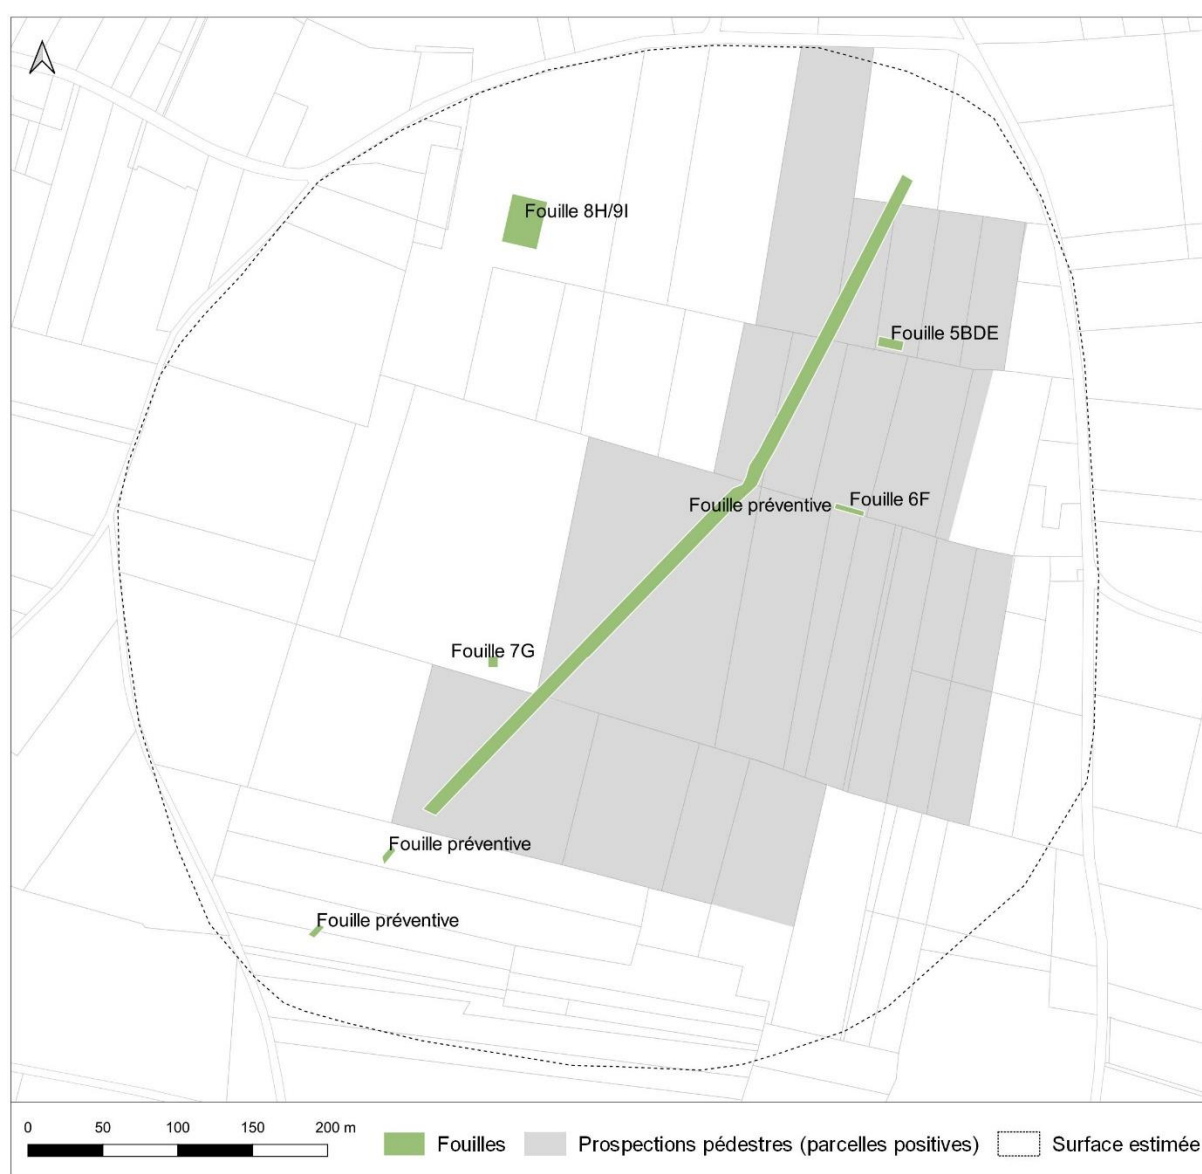 Fouille 8H/9I
Fouille 5BDE
Fouille préventive
Fouille 6F
Fouille 7G
Fouille préventive
Fouille préventive
0 50 100 150 200 m
Fouilles
Prospections pédestres (parcelles positives)
Surface estimée